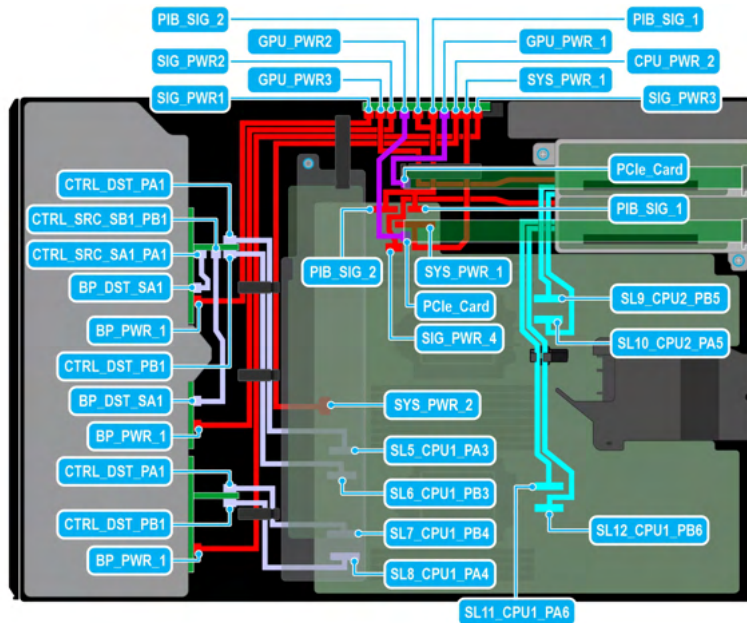 PIB_SIG_2
PIB_SIG_1
GPU_PWR2
GPU_PWR_1
SIG_PWR2
CPU_PWR_2
GPU_PWR3
SYS_PWR_1
SIG_PWR1
SIG_PWR3
PCIe_Card
CTRL_DST_PA1
CTRL_SRC_SB1_PB1
PIB_SIG_1
CTRL_SRC_SA1_PA1
PIB_SIG_2
SYS_PWR_1
BP_DST_SA1
PCIe_Card
SL9_CPU2_PB5
BP_PWR_1
SIG_PWR_4
SL10_CPU2_PA5
CTRL_DST_PB1
BP_DST_SA1
SYS_PWR_2
BP_PWR_1
SL5_CPU1_PA3
CTRL_DST_PA1
SL6_CPU1_PB3
CTRL_DST_PB1
SL7_CPU1_PB4
SL12_CPU1_PB6
BP_PWR_1
SL8_CPU1_PA4
SL11_CPU1_PA6